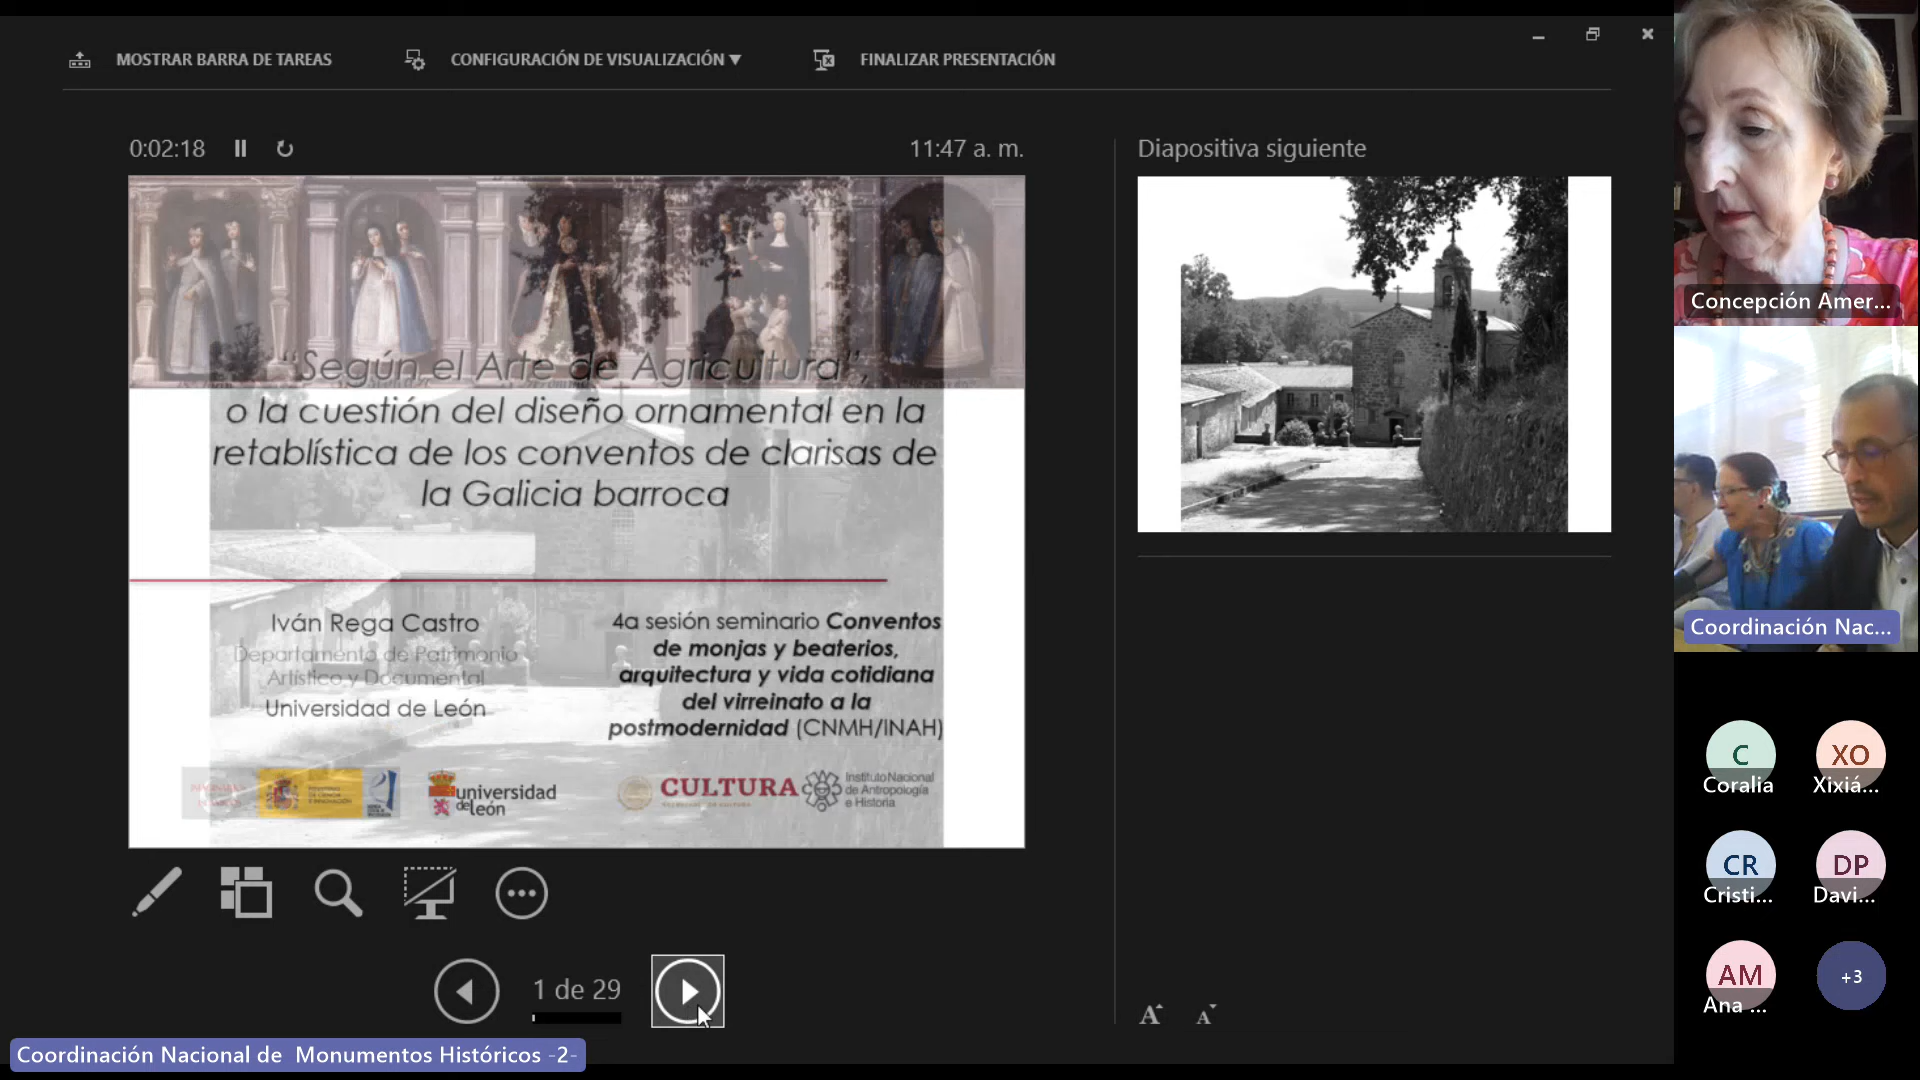 MOSTRAR BARRA DE TAREAS
CONFIGURACIÓN DE VISUALIZACIÓN ▼
FINALIZAR PRESENTACIÓN
0:02:18
11:47 a. m.
Diapositiva siguiente
“Según el Arte de Agricultura”,
o la cuestión del diseño ornamental en la
retablística de los conventos de clarisas de
la Galicia barroca
Iván Rega Castro
Departamento de Patrimonio
Artístico y Documental
Universidad de León
4a sesión seminario Conventos
de monjas y beaterios,
arquitectura y vida cotidiana
del virreinato a la
postmodernidad (CNMH/INAH)
universidad
de león
CULTURA
Instituto Nacional
de Antropología
e Historia
1 de 29
A
A
Coordinación Nacional de Monumentos Históricos -2-
Concepción Amer...
Coordinación Nac...
C
Coralia
XO
Xixiá...
CR
Cristi...
DP
Davi...
AM
Ana ...
+3